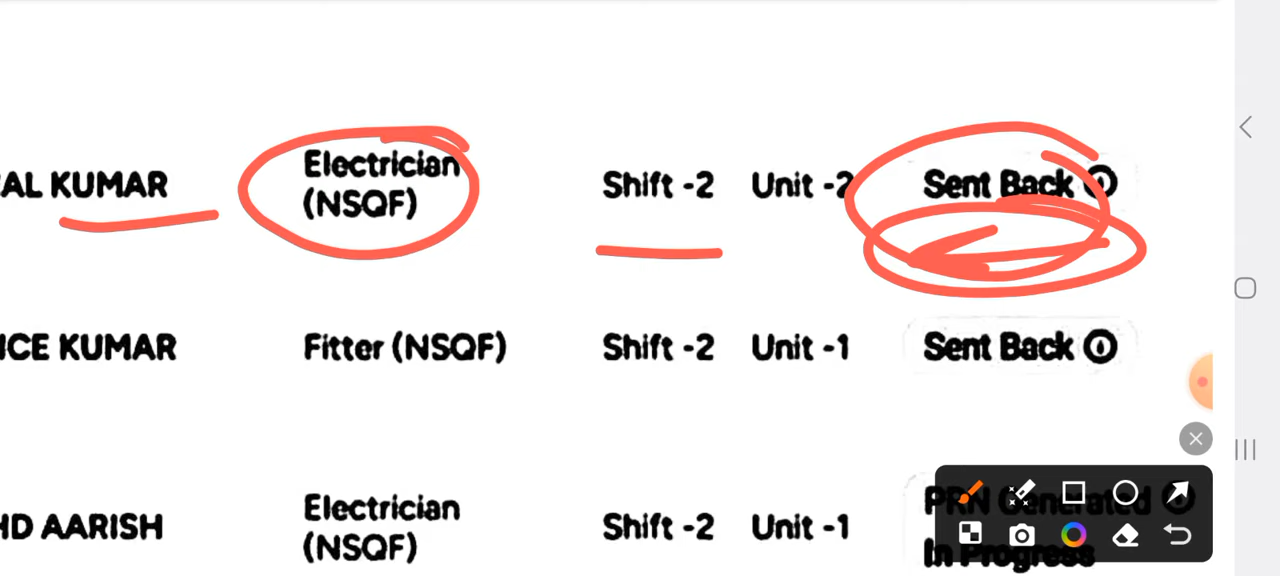 AL KUMAR Electrician (NSQF) Shift -2 Unit -2 Sent Back
ICE KUMAR Fitter (NSQF) Shift -2 Unit -1 Sent Back
HD AARISH Electrician (NSQF) Shift -2 Unit -1 PRN Generated In Progress